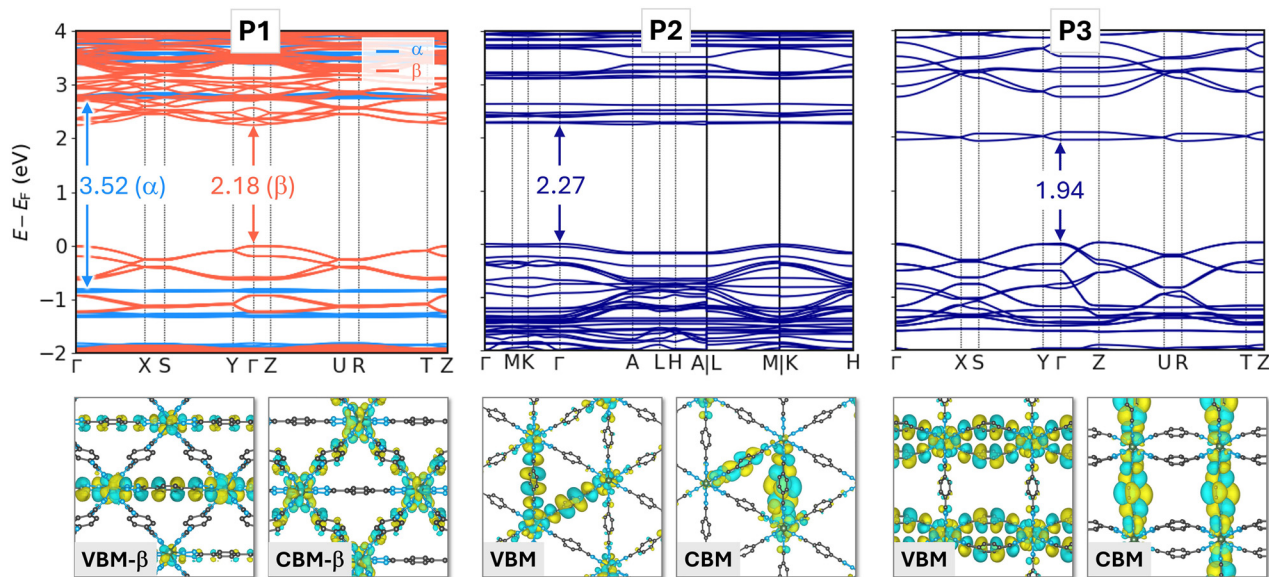 P1
P2
P3
4
3
2
1
0
−1
−2
E − E_F (eV)
α
β
3.52 (α)
2.18 (β)
2.27
1.94
Γ X S Y Γ Z U R T Z
Γ M K Γ A L H A|L M|K H
Γ X S Y Γ Z U R T Z
VBM-β
CBM-β
VBM
CBM
VBM
CBM